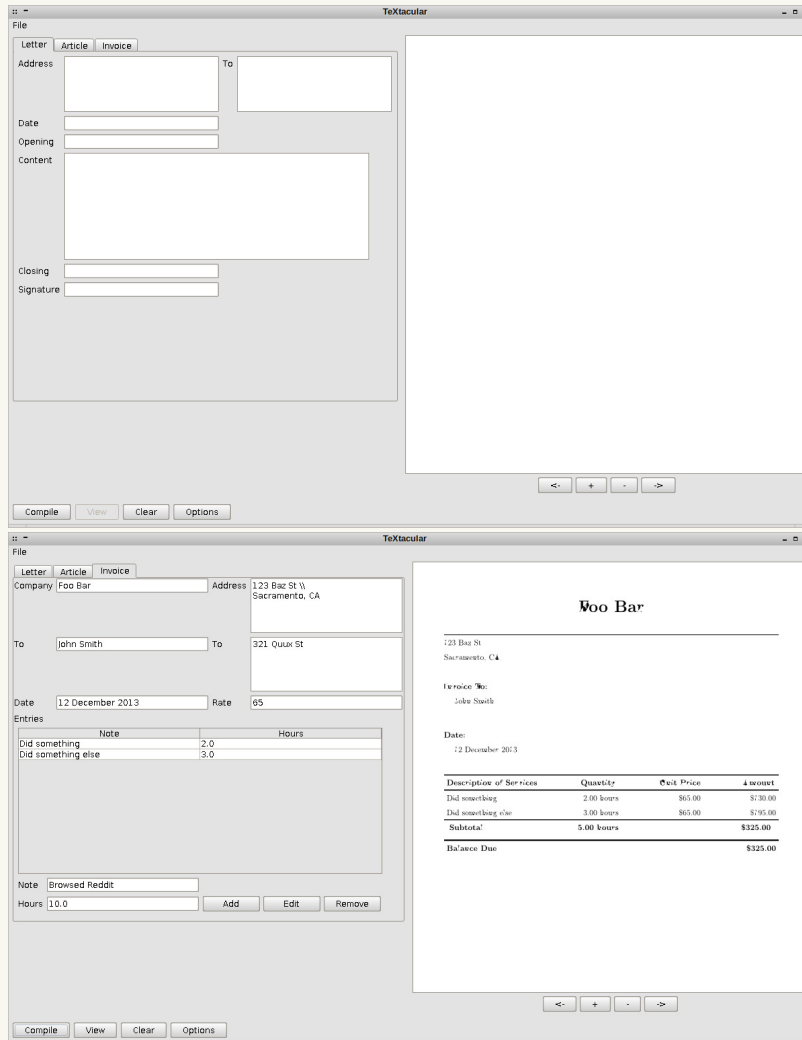 TeXtacular
File
Letter Article Invoice
Address To
Date
Opening
Content
Closing
Signature
<- + - ->
Compile View Clear Options
TeXtacular
File
Letter Article Invoice
Company Foo Bar Address 123 Baz St \\
Sacramento, CA
To John Smith To 321 Quux St
Date 12 December 2013 Rate 65
Entries
Note Hours
Did something 2.0
Did something else 3.0
Note Browsed Reddit
Hours 10.0 Add Edit Remove
Foo Bar
123 Baz St
Sacramento, CA
Invoice To:
John Smith
Date:
12 December 2013
Description of Services Quantity Unit Price Amount
Did something 2.00 hours $65.00 $130.00
Did something else 3.00 hours $65.00 $195.00
Subtotal 5.00 hours $325.00
Balance Due $325.00
<- + - ->
Compile View Clear Options